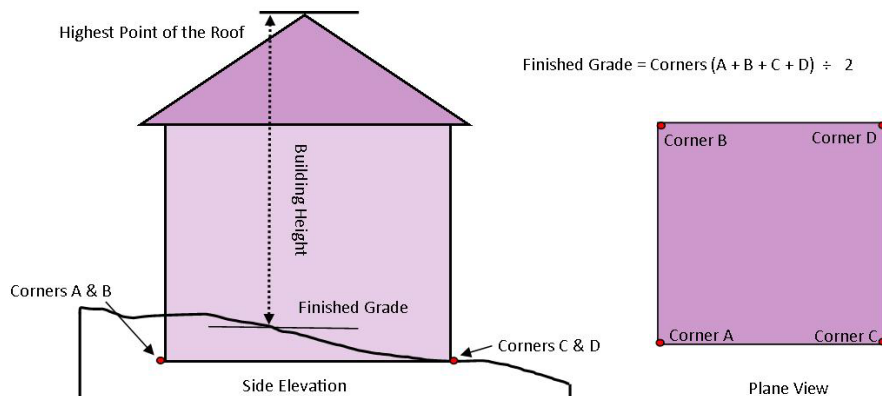 Highest Point of the Roof
Finished Grade = Corners (A + B + C + D) ÷ 2
Building Height
Corner B
Corner D
Corners A & B
Finished Grade
Corners C & D
Corner A
Corner C
Side Elevation
Plane View